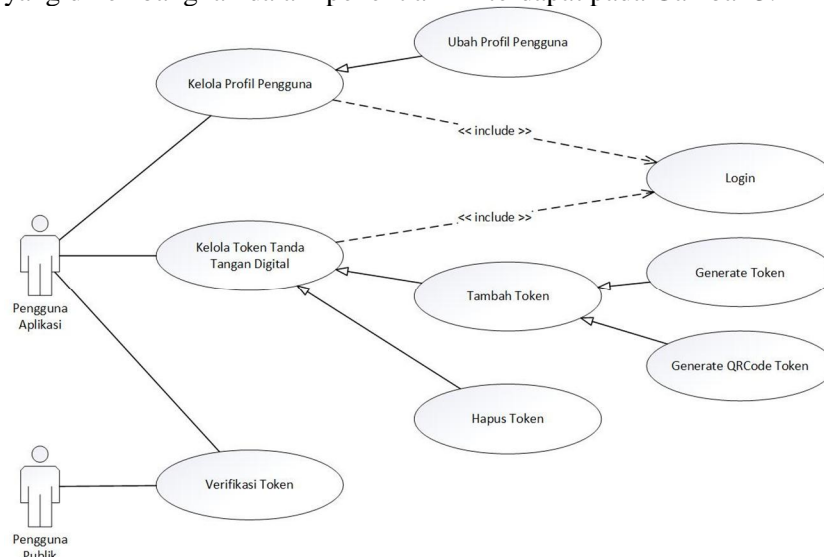 Ubah Profil Pengguna
Kelola Profil Pengguna
<< include >>
Login
<< include >>
Kelola Token Tanda
Tangan Digital
Generate Token
Tambah Token
Pengguna
Aplikasi
Generate QRCode Token
Hapus Token
Verifikasi Token
Pengguna
Publik